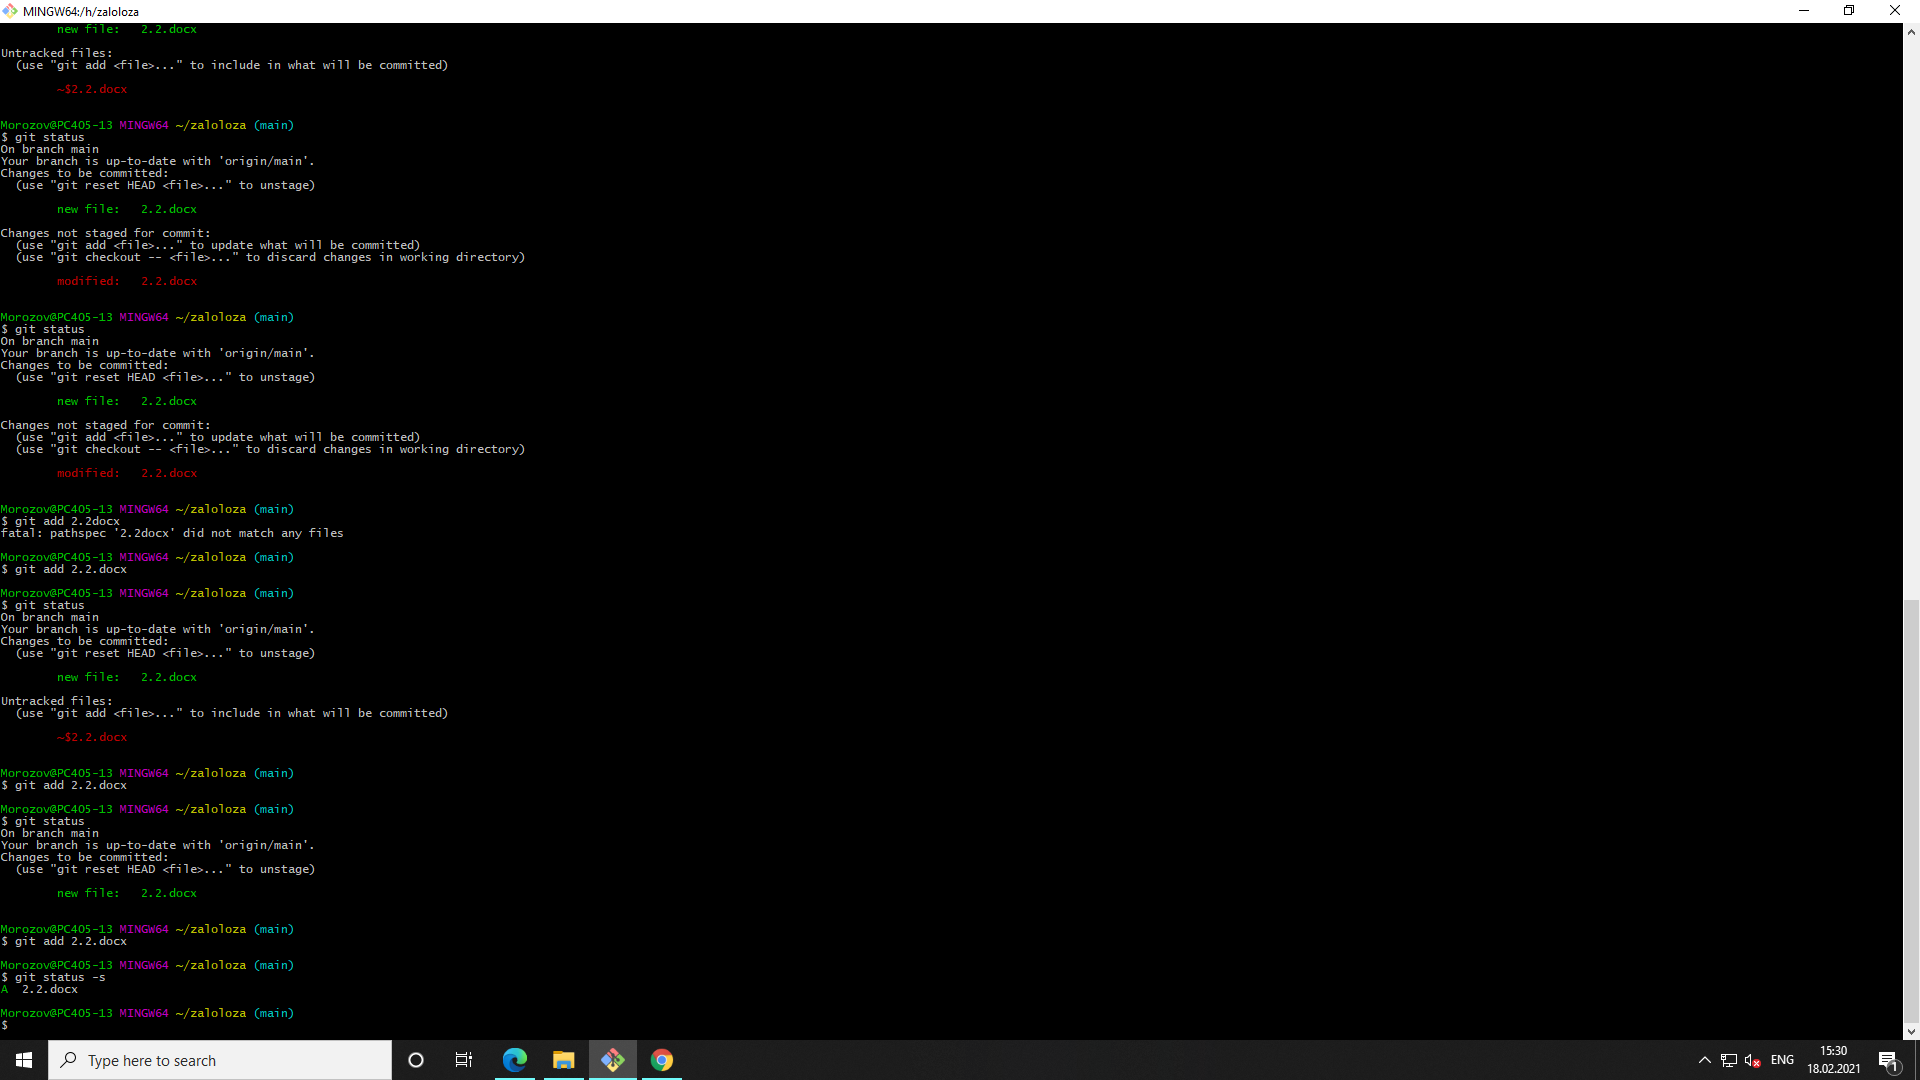 MINGW64:/h/zaloloza
new file:   2.2.docx
Untracked files:
(use "git add <file>..." to include in what will be committed)
~$2.2.docx
Morozov@PC405-13 MINGW64 ~/zaloloza (main)
$ git status
On branch main
Your branch is up-to-date with 'origin/main'.
Changes to be committed:
(use "git reset HEAD <file>..." to unstage)
new file:   2.2.docx
Changes not staged for commit:
(use "git add <file>..." to update what will be committed)
(use "git checkout -- <file>..." to discard changes in working directory)
modified:   2.2.docx
Morozov@PC405-13 MINGW64 ~/zaloloza (main)
$ git status
On branch main
Your branch is up-to-date with 'origin/main'.
Changes to be committed:
(use "git reset HEAD <file>..." to unstage)
new file:   2.2.docx
Changes not staged for commit:
(use "git add <file>..." to update what will be committed)
(use "git checkout -- <file>..." to discard changes in working directory)
modified:   2.2.docx
Morozov@PC405-13 MINGW64 ~/zaloloza (main)
$ git add 2.2docx
fatal: pathspec '2.2docx' did not match any files
Morozov@PC405-13 MINGW64 ~/zaloloza (main)
$ git add 2.2.docx
Morozov@PC405-13 MINGW64 ~/zaloloza (main)
$ git status
On branch main
Your branch is up-to-date with 'origin/main'.
Changes to be committed:
(use "git reset HEAD <file>..." to unstage)
new file:   2.2.docx
Untracked files:
(use "git add <file>..." to include in what will be committed)
~$2.2.docx
Morozov@PC405-13 MINGW64 ~/zaloloza (main)
$ git add 2.2.docx
Morozov@PC405-13 MINGW64 ~/zaloloza (main)
$ git status
On branch main
Your branch is up-to-date with 'origin/main'.
Changes to be committed:
(use "git reset HEAD <file>..." to unstage)
new file:   2.2.docx
Morozov@PC405-13 MINGW64 ~/zaloloza (main)
$ git add 2.2.docx
Morozov@PC405-13 MINGW64 ~/zaloloza (main)
$ git status -s
A  2.2.docx
Morozov@PC405-13 MINGW64 ~/zaloloza (main)
$
Type here to search
ENG
15:30
18.02.2021
1